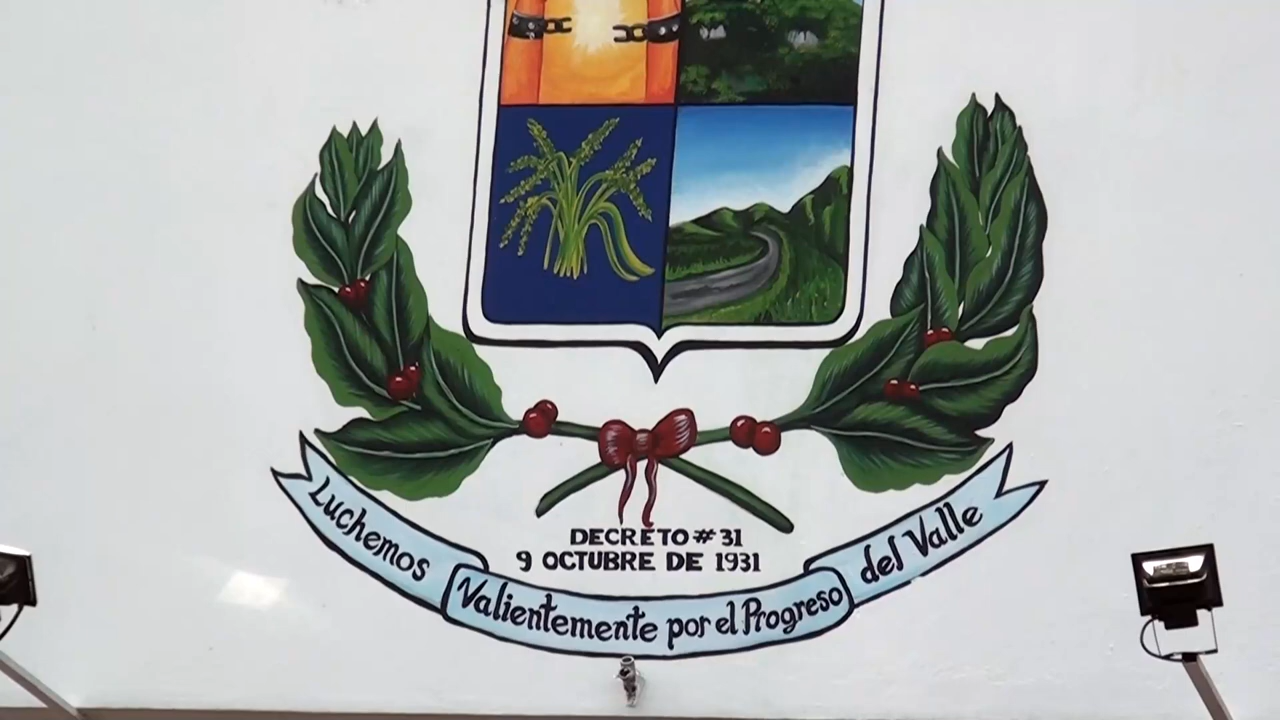 DECRETO # 31
9 OCTUBRE DE 1931
Luchemos Valientemente por el Progreso del Valle